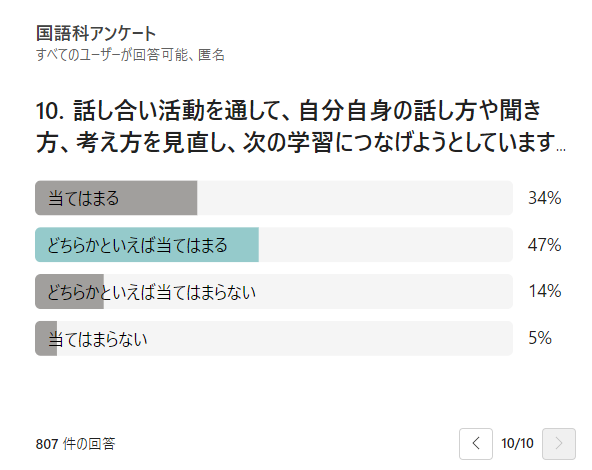 国語科アンケート
すべてのユーザーが回答可能、匿名
10. 話し合い活動を通して、自分自身の話し方や聞き
方、考え方を見直し、次の学習につなげようとしています...
当てはまる 34%
どちらかといえば当てはまる 47%
どちらかといえば当てはまらない 14%
当てはまらない 5%
807 件の回答 10/10